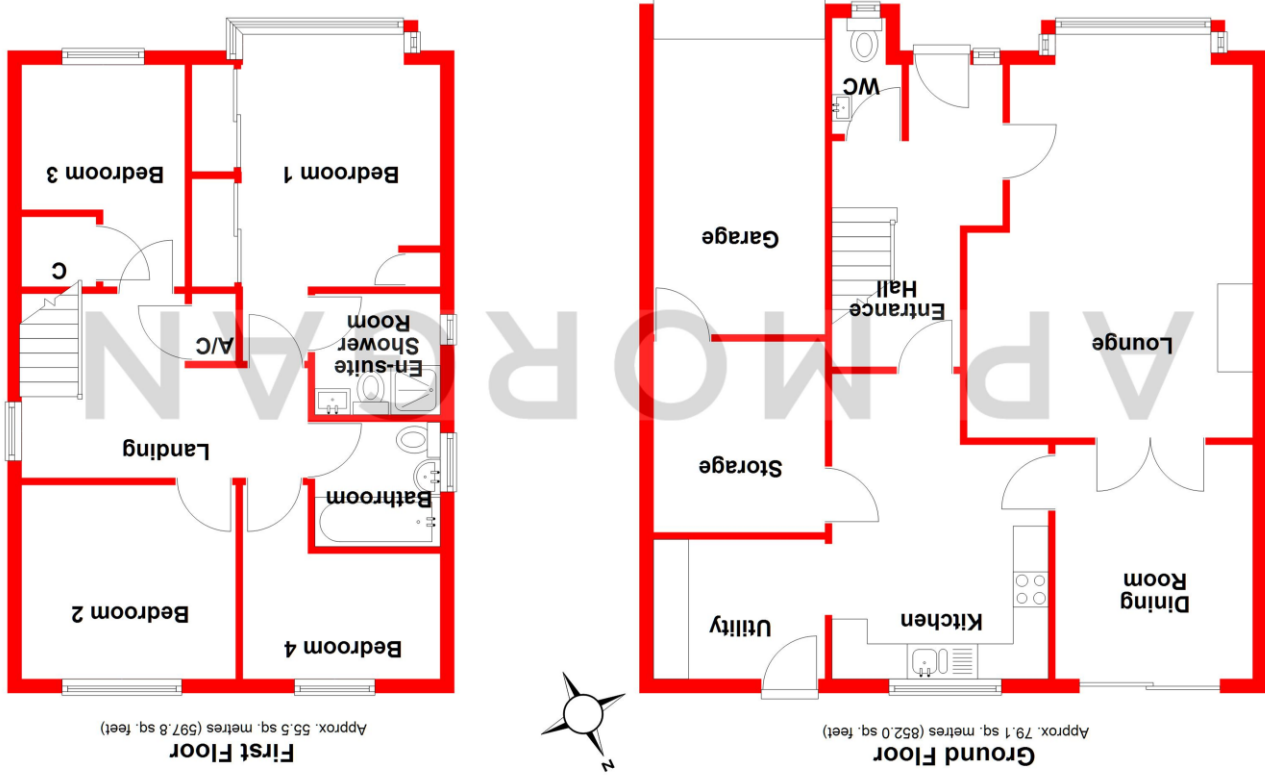 Ground Floor
Approx. 79.1 sq. metres (852.0 sq. feet)
Dining
Room
Kitchen
Utility
Storage
Lounge
Entrance
Hall
Garage
WC
First Floor
Approx. 55.5 sq. metres (597.8 sq. feet)
Bedroom 4
Bedroom 2
Bathroom
Landing
En-suite
Shower
Room
A/C
C
Bedroom 1
Bedroom 3
N
AP MORGAN